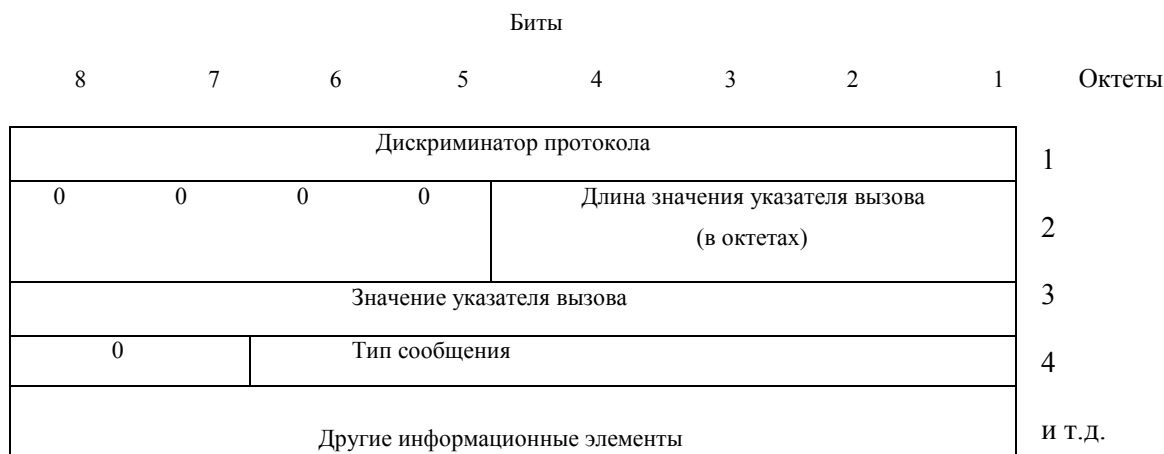 Биты
8 7 6 5 4 3 2 1 Октеты
Дискриминатор протокола 1
0 0 0 0 Длина значения указателя вызова
(в октетах) 2
Значение указателя вызова 3
0 Тип сообщения 4
Другие информационные элементы и т.д.